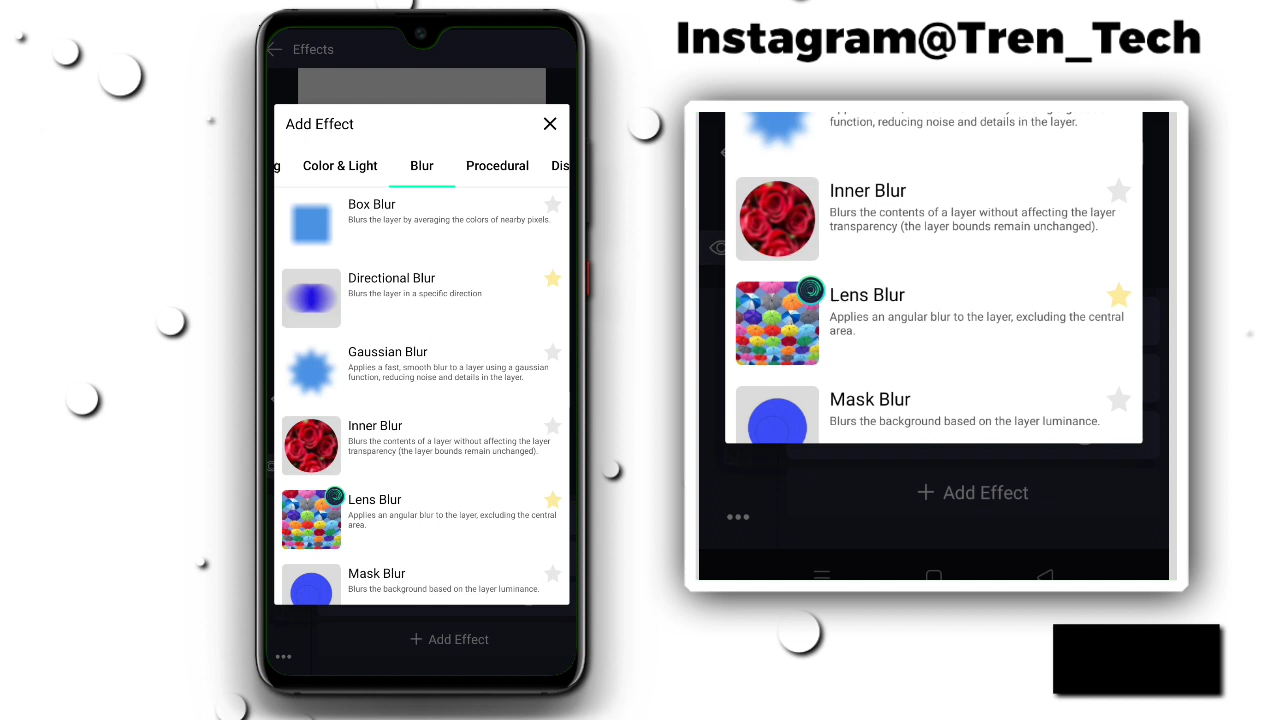 Instagram@Tren_Tech
Effects
Add Effect
g Color & Light Blur Procedural Dis
Box Blur
Blurs the layer by averaging the colors of nearby pixels.
Directional Blur
Blurs the layer in a specific direction
Gaussian Blur
Applies a fast, smooth blur to a layer using a gaussian
function, reducing noise and details in the layer.
Inner Blur
Blurs the contents of a layer without affecting the layer
transparency (the layer bounds remain unchanged).
Lens Blur
Applies an angular blur to the layer, excluding the central
area.
Mask Blur
Blurs the background based on the layer luminance.
+ Add Effect
function, reducing noise and details in the layer.
Inner Blur
Blurs the contents of a layer without affecting the layer
transparency (the layer bounds remain unchanged).
Lens Blur
Applies an angular blur to the layer, excluding the central
area.
Mask Blur
Blurs the background based on the layer luminance.
+ Add Effect